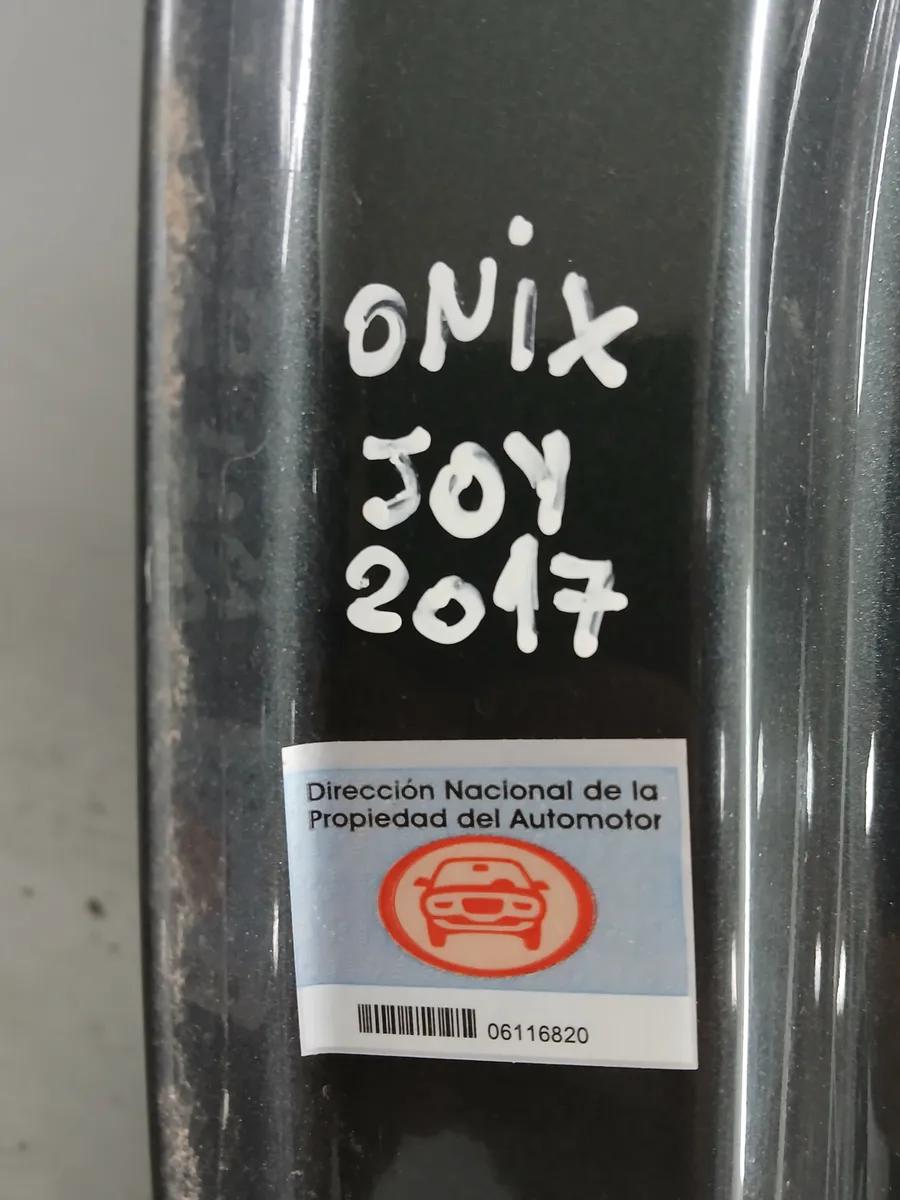 ONiX
JOY
2017
Dirección Nacional de la
Propiedad del Automotor
06116820